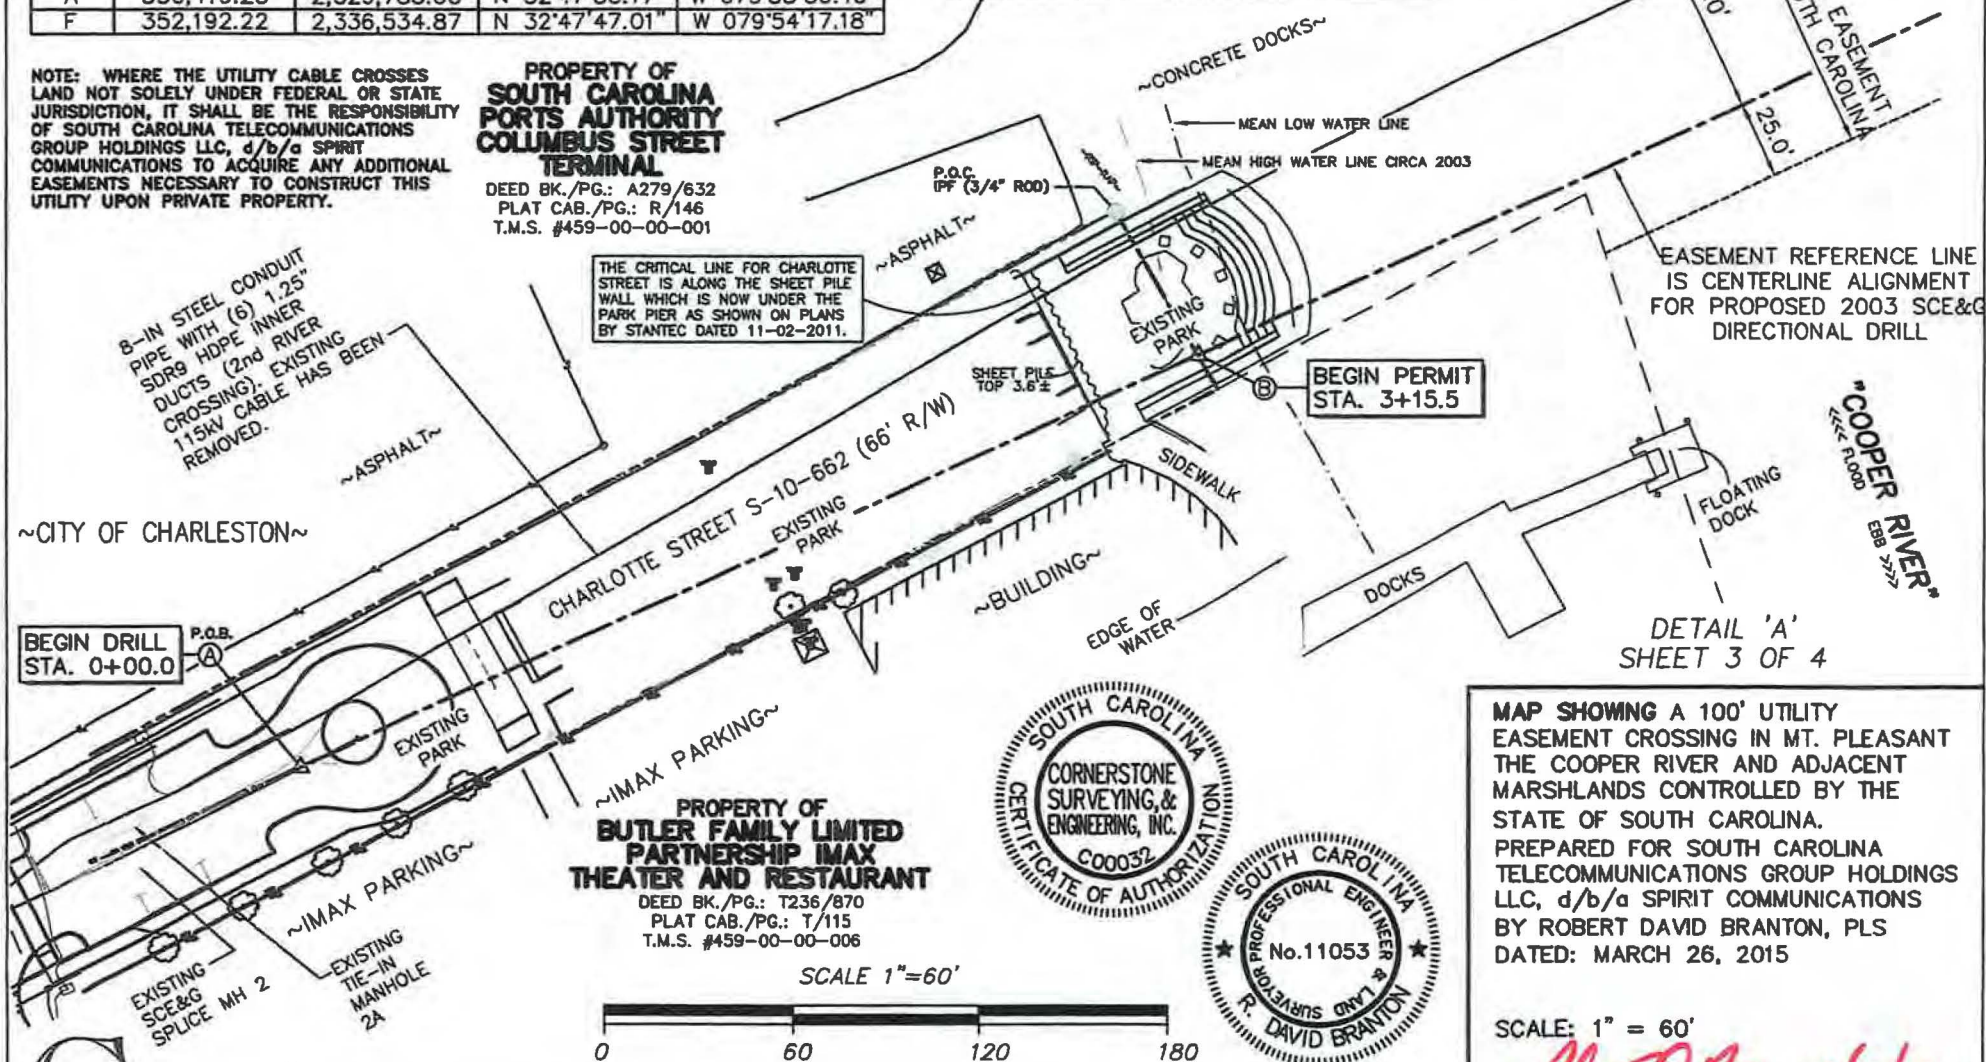 F 352,192.22 2,336,534.87 N 32°47'47.01" W 079°54'17.18"
NOTE: WHERE THE UTILITY CABLE CROSSES
LAND NOT SOLELY UNDER FEDERAL OR STATE
JURISDICTION, IT SHALL BE THE RESPONSIBILITY
OF SOUTH CAROLINA TELECOMMUNICATIONS
GROUP HOLDINGS LLC, d/b/a SPIRIT
COMMUNICATIONS TO ACQUIRE ANY ADDITIONAL
EASEMENTS NECESSARY TO CONSTRUCT THIS
UTILITY UPON PRIVATE PROPERTY.
PROPERTY OF
SOUTH CAROLINA
PORTS AUTHORITY
COLUMBUS STREET
TERMINAL
DEED BK./PG.: A279/632
PLAT CAB./PG.: R/146
T.M.S. #459-00-00-001
~CONCRETE DOCKS~
MEAN LOW WATER LINE
MEAN HIGH WATER LINE CIRCA 2003
P.O.C.
IPF (3/4" ROD)
EASEMENT
CAROLINA
25.0'
8-IN STEEL CONDUIT
PIPE WITH (6) 1.25"
SDR9 HDPE INNER
DUCTS (2nd RIVER
CROSSING). EXISTING
115kV CABLE HAS BEEN
REMOVED.
THE CRITICAL LINE FOR CHARLOTTE
STREET IS ALONG THE SHEET PILE
WALL WHICH IS NOW UNDER THE
PARK PIER AS SHOWN ON PLANS
BY STANTEC DATED 11-02-2011.
~ASPHALT~
EXISTING
PARK
EASEMENT REFERENCE LINE
IS CENTERLINE ALIGNMENT
FOR PROPOSED 2003 SCE&G
DIRECTIONAL DRILL
SHEET PILE
TOP 3.6'±
B
BEGIN PERMIT
STA. 3+15.5
"COOPER RIVER"
<<<< FLOOD
EBB >>>>
~ASPHALT~
CHARLOTTE STREET S-10-662 (66' R/W)
SIDEWALK
FLOATING
DOCK
~CITY OF CHARLESTON~
EXISTING
PARK
~BUILDING~
DOCKS
EDGE OF
WATER
DETAIL 'A'
SHEET 3 OF 4
BEGIN DRILL
STA. 0+00.0
P.O.B.
A
EXISTING
PARK
~IMAX PARKING~
~IMAX PARKING~
PROPERTY OF
BUTLER FAMILY LIMITED
PARTNERSHIP IMAX
THEATER AND RESTAURANT
DEED BK./PG.: T236/870
PLAT CAB./PG.: T/115
T.M.S. #459-00-00-006
EXISTING
SCE&G
SPLICE MH 2
EXISTING
TIE-IN
MANHOLE
2A
SCALE 1"=60'
0 60 120 180
SOUTH CAROLINA
CORNERSTONE
SURVEYING, &
ENGINEERING, INC.
C00032
CERTIFICATE OF AUTHORIZATION
SOUTH CAROLINA
PROFESSIONAL ENGINEER & LAND SURVEYOR
No.11053
R. DAVID BRANTON
MAP SHOWING A 100' UTILITY
EASEMENT CROSSING IN MT. PLEASANT
THE COOPER RIVER AND ADJACENT
MARSHLANDS CONTROLLED BY THE
STATE OF SOUTH CAROLINA.
PREPARED FOR SOUTH CAROLINA
TELECOMMUNICATIONS GROUP HOLDINGS
LLC, d/b/a SPIRIT COMMUNICATIONS
BY ROBERT DAVID BRANTON, PLS
DATED: MARCH 26, 2015
SCALE: 1" = 60'